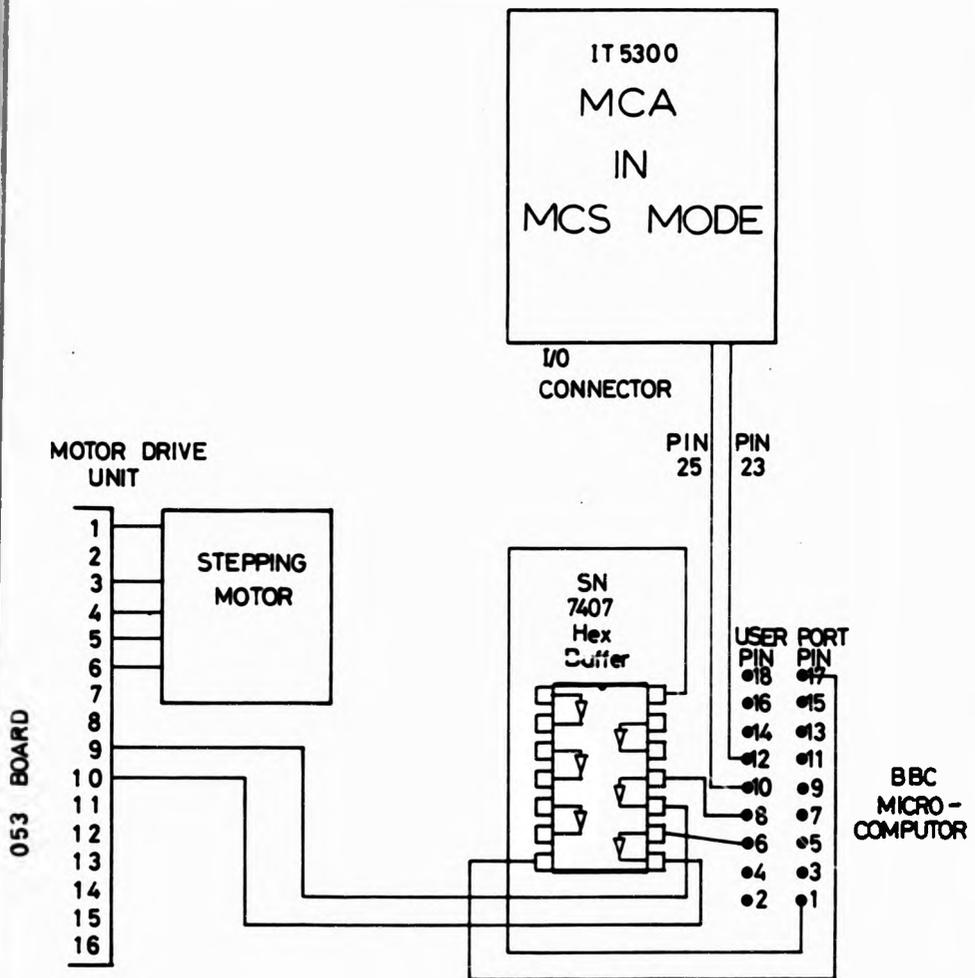 IT5300
MCA
IN
MCS MODE
I/O
CONNECTOR
PIN 25
PIN 23
MOTOR DRIVE
UNIT
1
2
3
4
5
6
7
8
9
10
11
12
13
14
15
16
STEPPING
MOTOR
053 BOARD
SN
7407
Hex
Buffer
USER PORT
PIN PIN
18 17
16 15
14 13
12 11
10 9
8 7
6 5
4 3
2 1
BBC
MICRO-
COMPUTOR